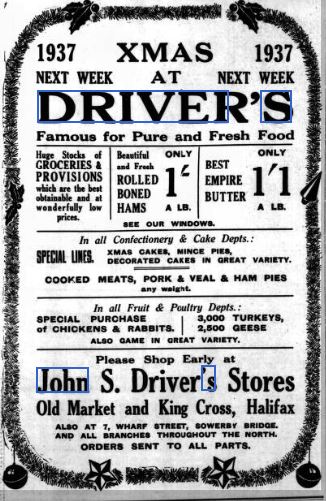 1937 XMAS 1937
NEXT WEEK AT NEXT WEEK
DRIVER'S
Famous for Pure and Fresh Food
Huge Stocks of
GROCERIES &
PROVISIONS
which are the best
obtainable and at
wonderfully low
prices.
Beautiful
and Fresh
ROLLED
BONED
HAMS
ONLY
1/-
A LB.
BEST
EMPIRE
BUTTER
ONLY
1/1
A LB.
SEE OUR WINDOWS.
In all Confectionery & Cake Depts.:
SPECIAL LINES.
XMAS CAKES, MINCE PIES,
DECORATED CAKES IN GREAT VARIETY.
COOKED MEATS, PORK & VEAL & HAM PIES
any weight.
In all Fruit & Poultry Depts.:
SPECIAL PURCHASE
of CHICKENS & RABBITS.
3,000 TURKEYS,
2,500 GEESE
ALSO GAME IN GREAT VARIETY.
Please Shop Early at
John S. Driver's Stores
Old Market and King Cross, Halifax
ALSO AT 7, WHARF STREET, SOWERBY BRIDGE.
AND ALL BRANCHES THROUGHOUT THE NORTH.
ORDERS SENT TO ALL PARTS.